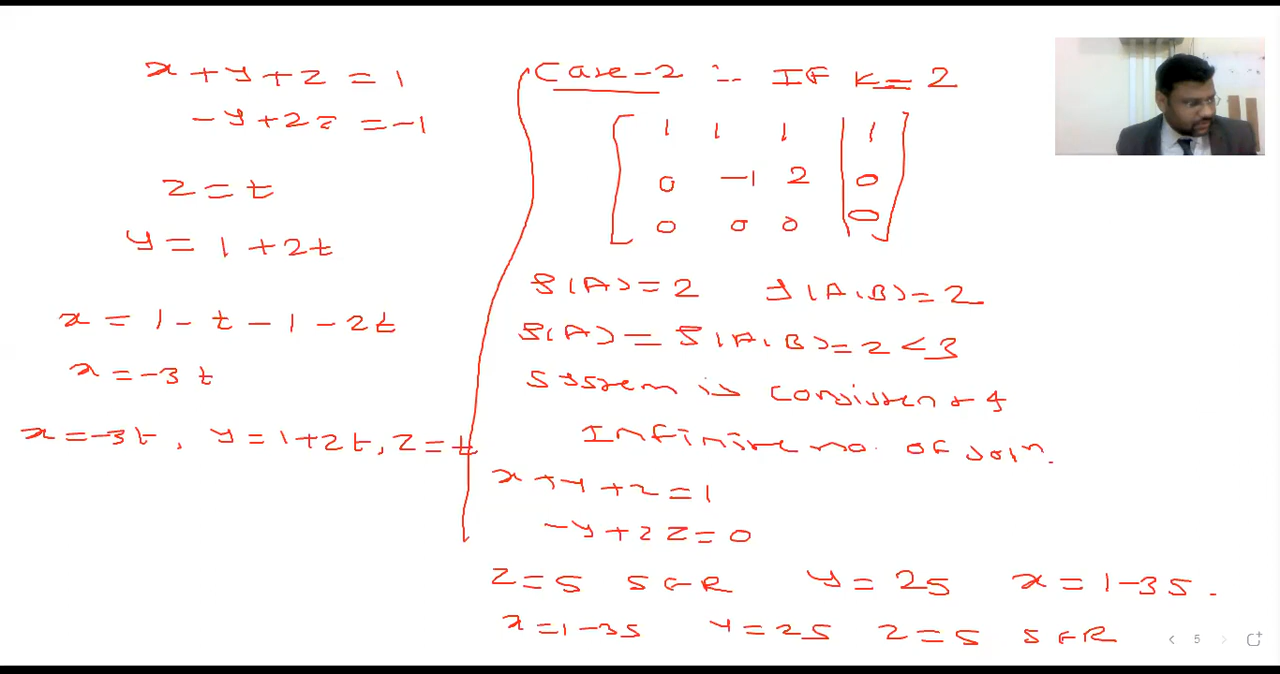 x + y + z = 1
- y + 2z = -1
z = t
y = 1 + 2t
x = 1 - t - 1 - 2t
x = -3t
x = -3t, y = 1 + 2t, z = t
Case-2 :- IF K = 2
1 1 1 | 1
0 -1 2 | 0
0 0 0 | 0
ρ(A) = 2 ρ(A,B) = 2
ρ(A) = ρ(A,B) = 2 < 3
System is consistent &
Infinite no. of soln.
x + y + z = 1
- y + 2z = 0
z = s s ∈ R y = 2s x = 1 - 3s.
x = 1 - 3s y = 2s z = s s ∈ R
5